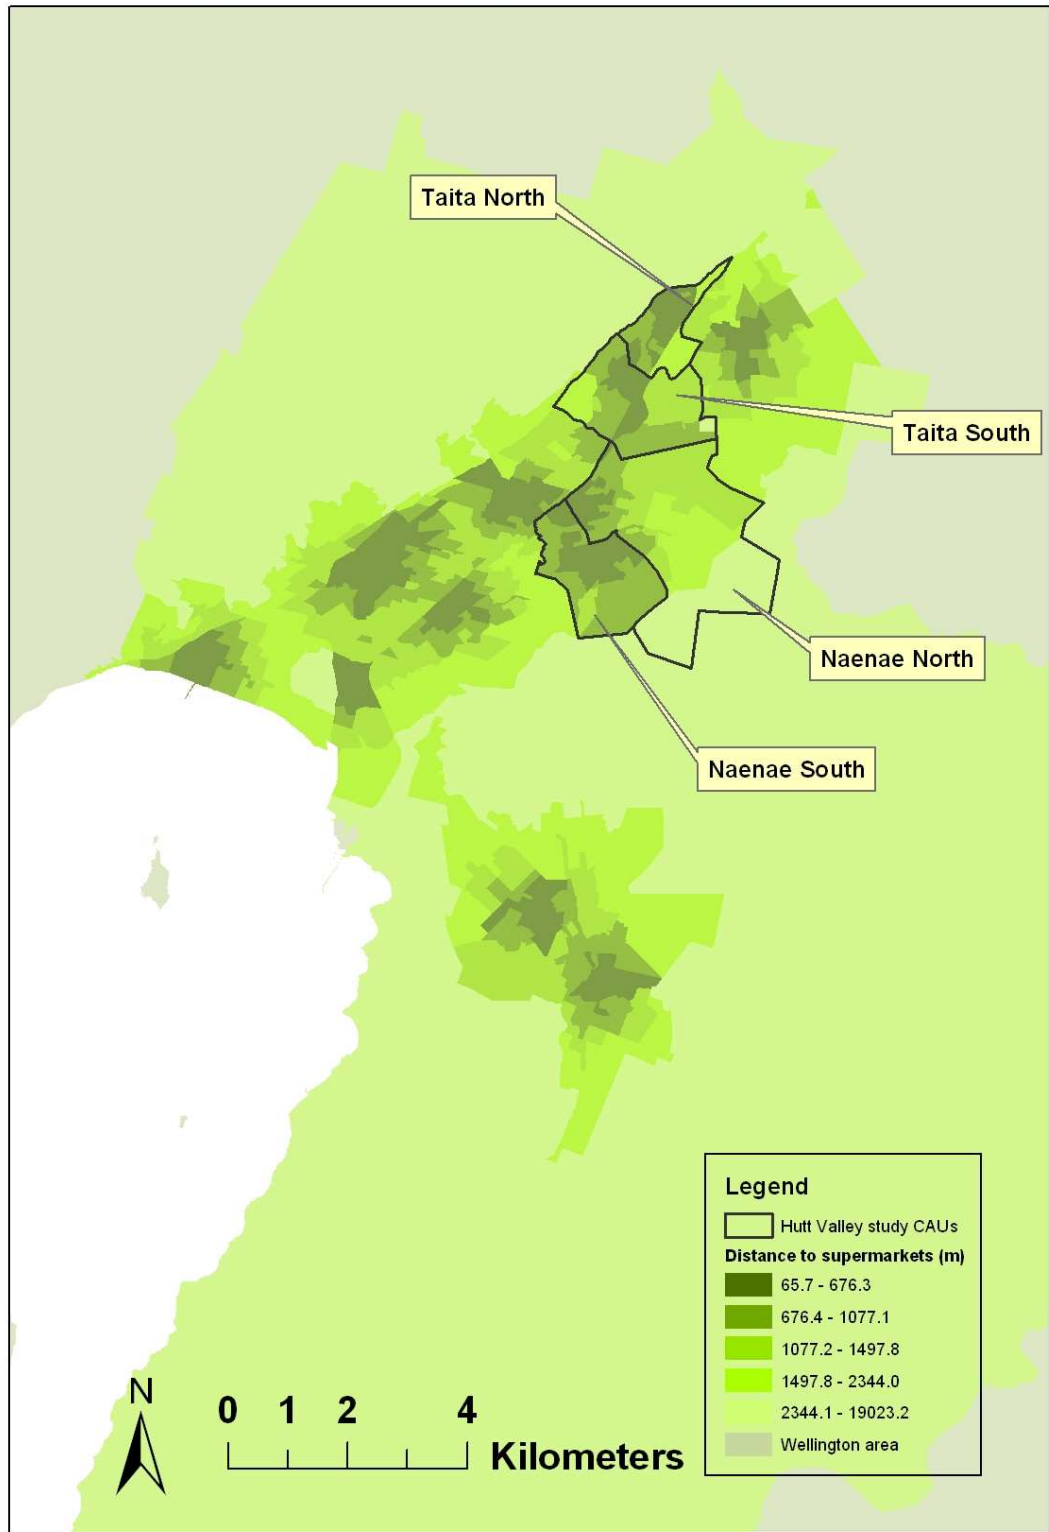 Taita North
Taita South
Naenae North
Naenae South
Legend
Hutt Valley study CAUs
Distance to supermarkets (m)
65.7 - 676.3
676.4 - 1077.1
1077.2 - 1497.8
1497.8 - 2344.0
2344.1 - 19023.2
Wellington area
N
0 1 2 4
Kilometers